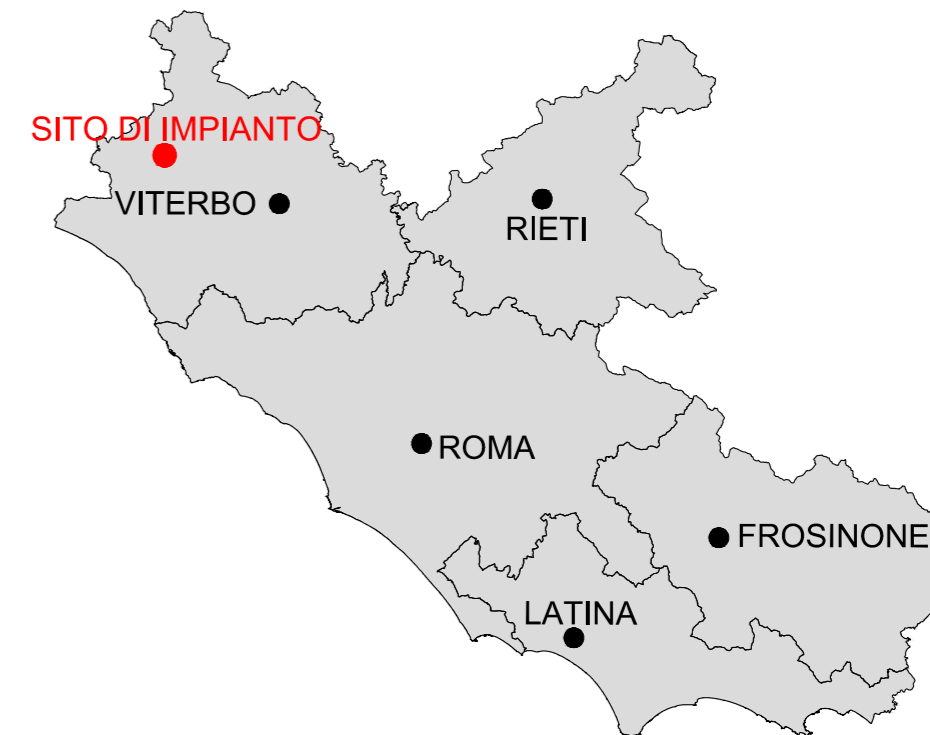 SITO DI IMPIANTO
VITERBO
RIETI
ROMA
FROSINONE
LATINA